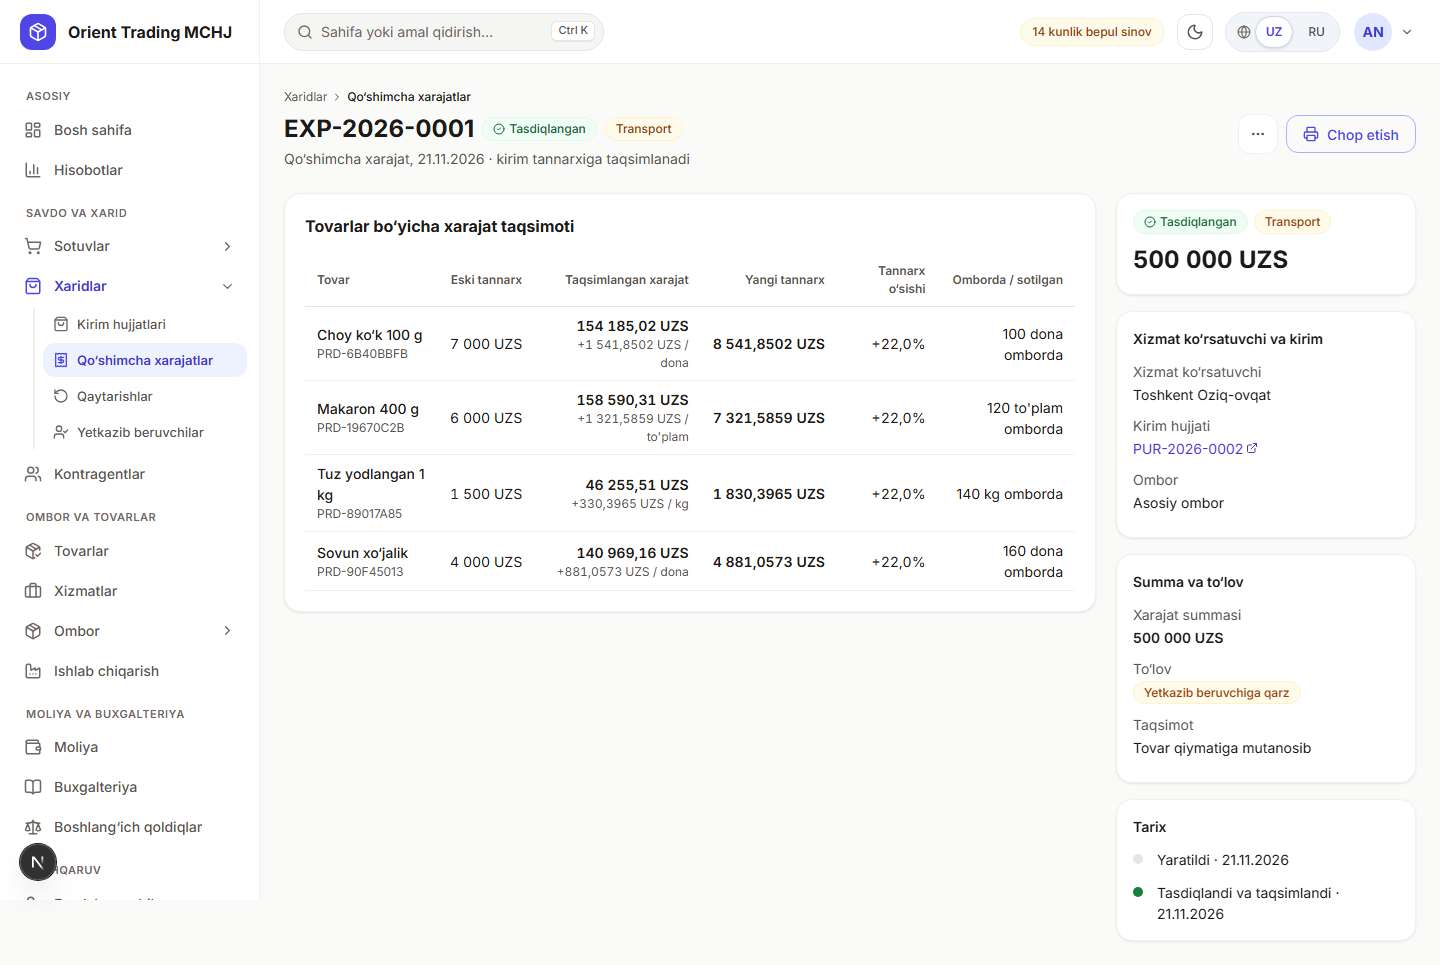 Orient Trading MCHJ
Sahifa yoki amal qidirish...
Ctrl K
14 kunlik bepul sinov
UZ
RU
AN
ASOSIY
Bosh sahifa
Hisobotlar
SAVDO VA XARID
Sotuvlar
Xaridlar
Kirim hujjatlari
Qo‘shimcha xarajatlar
Qaytarishlar
Yetkazib beruvchilar
Kontragentlar
OMBOR VA TOVARLAR
Tovarlar
Xizmatlar
Ombor
Ishlab chiqarish
MOLIYA VA BUXGALTERIYA
Moliya
Buxgalteriya
Boshlang‘ich qoldiqlar
N
Xaridlar
Qo‘shimcha xarajatlar
EXP-2026-0001
Tasdiqlangan
Transport
Qo‘shimcha xarajat, 21.11.2026 · kirim tannarxiga taqsimlanadi
...
Chop etish
Tovarlar bo‘yicha xarajat taqsimoti
Tovar
Eski tannarx
Taqsimlangan xarajat
Yangi tannarx
Tannarx
o‘sishi
Omborda / sotilgan
Choy ko‘k 100 g
PRD-6B40BBFB
7 000 UZS
154 185,02 UZS
+1 541,8502 UZS /
dona
8 541,8502 UZS
+22,0%
100 dona
omborda
Makaron 400 g
PRD-19670C2B
6 000 UZS
158 590,31 UZS
+1 321,5859 UZS /
to'plam
7 321,5859 UZS
+22,0%
120 to'plam
omborda
Tuz yodlangan 1
kg
PRD-89017A85
1 500 UZS
46 255,51 UZS
+330,3965 UZS / kg
1 830,3965 UZS
+22,0%
140 kg omborda
Sovun xo‘jalik
PRD-90F45013
4 000 UZS
140 969,16 UZS
+881,0573 UZS / dona
4 881,0573 UZS
+22,0%
160 dona
omborda
Tasdiqlangan
Transport
500 000 UZS
Xizmat ko‘rsatuvchi va kirim
Xizmat ko‘rsatuvchi
Toshkent Oziq-ovqat
Kirim hujjati
PUR-2026-0002
Ombor
Asosiy ombor
Summa va to‘lov
Xarajat summasi
500 000 UZS
To‘lov
Yetkazib beruvchiga qarz
Taqsimot
Tovar qiymatiga mutanosib
Tarix
Yaratildi · 21.11.2026
Tasdiqlandi va taqsimlandi ·
21.11.2026